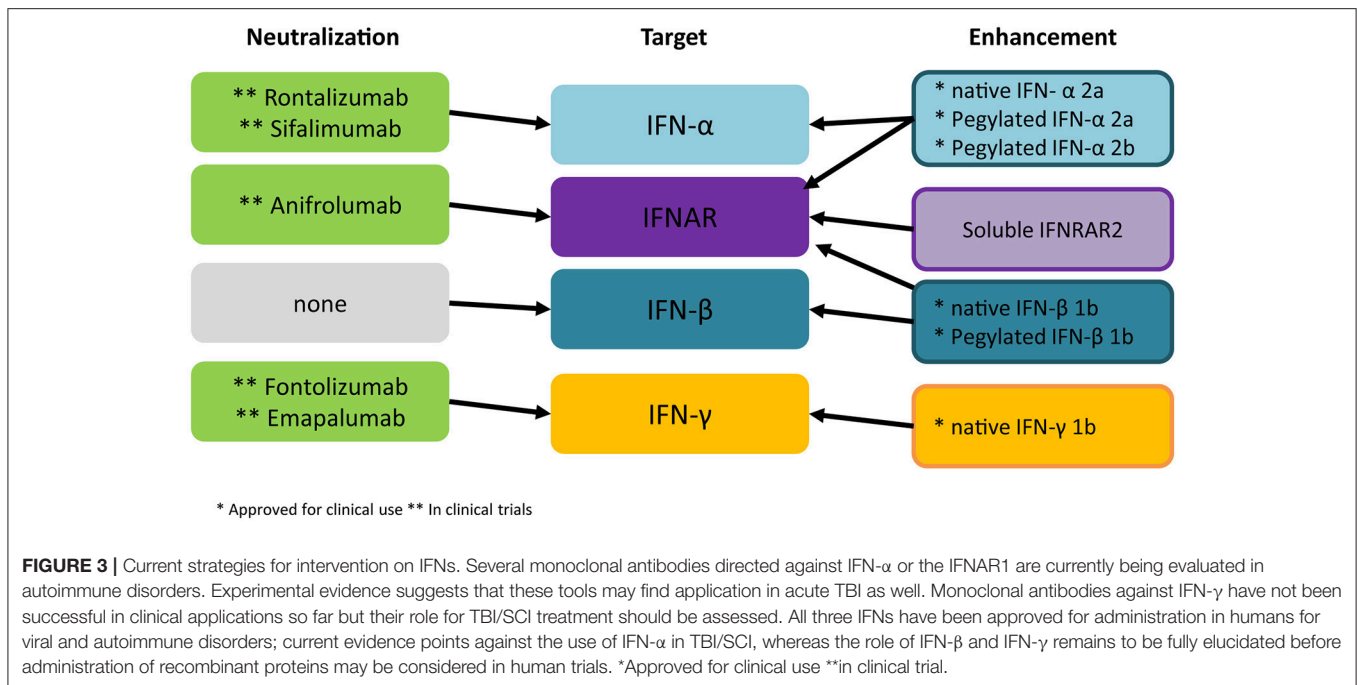 Neutralization Target Enhancement
** Rontalizumab
** Sifalimumab
IFN-α
* native IFN- α 2a
* Pegylated IFN-α 2a
* Pegylated IFN-α 2b
** Anifrolumab
IFNAR
Soluble IFNRAR2
none
IFN-β
* native IFN-β 1b
* Pegylated IFN-β 1b
** Fontolizumab
** Emapalumab
IFN-γ
* native IFN-γ 1b
* Approved for clinical use ** In clinical trials
FIGURE 3 | Current strategies for intervention on IFNs. Several monoclonal antibodies directed against IFN-α or the IFNAR1 are currently being evaluated in
autoimmune disorders. Experimental evidence suggests that these tools may find application in acute TBI as well. Monoclonal antibodies against IFN-γ have not been
successful in clinical applications so far but their role for TBI/SCI treatment should be assessed. All three IFNs have been approved for administration in humans for
viral and autoimmune disorders; current evidence points against the use of IFN-α in TBI/SCI, whereas the role of IFN-β and IFN-γ remains to be fully elucidated before
administration of recombinant proteins may be considered in human trials. *Approved for clinical use **in clinical trial.